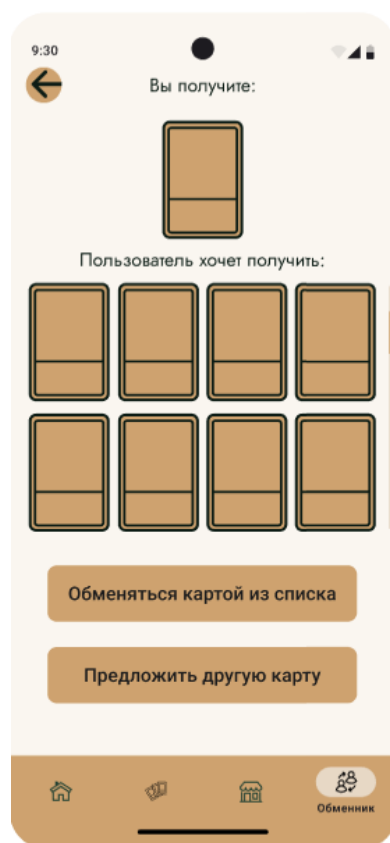 9:30
Вы получите:
Пользователь хочет получить:
Обменяться картой из списка
Предложить другую карту
Обменник